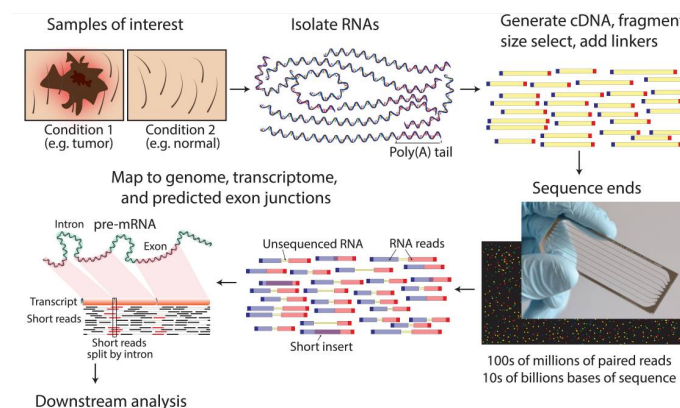 Samples of interest
Condition 1
(e.g. tumor)
Condition 2
(e.g. normal)
Isolate RNAs
Poly(A) tail
Generate cDNA, fragment,
size select, add linkers
Sequence ends
100s of millions of paired reads
10s of billions bases of sequence
Unsequenced RNA
RNA reads
Short insert
Map to genome, transcriptome,
and predicted exon junctions
Intron
pre-mRNA
Exon
Transcript
Short reads
Short reads
split by intron
Downstream analysis